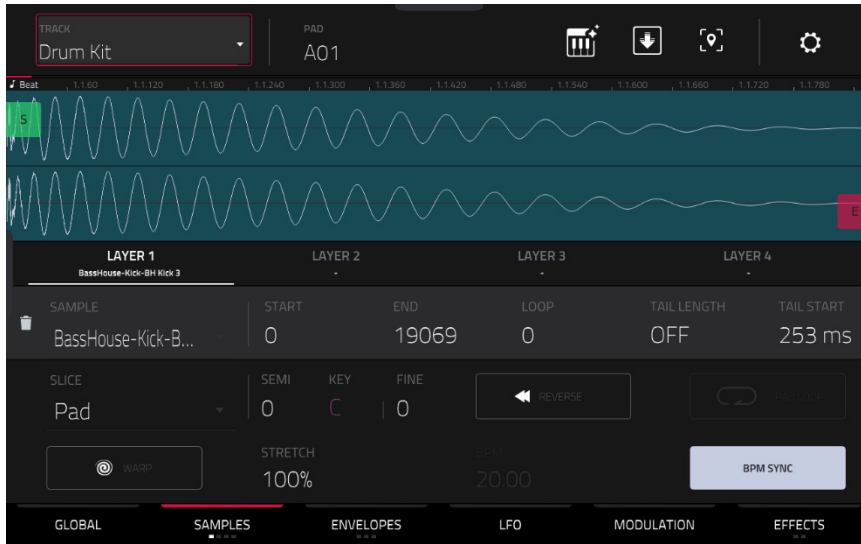 TRACK
Drum Kit
PAD
A01
Beat 1.1.60 1.1.120 1.1.180 1.1.240 1.1.300 1.1.360 1.1.420 1.1.480 1.1.540 1.1.600 1.1.660 1.1.720 1.1.780
S
E
LAYER 1 LAYER 2 LAYER 3 LAYER 4
BassHouse-Kick-BH Kick 3 - - -
SAMPLE START END LOOP TAIL LENGTH TAIL START
BassHouse-Kick-B... 0 19069 0 OFF 253 ms
SLICE SEMI KEY FINE
Pad 0 C 0
REVERSE PAD LOOP
STRETCH BPM
WARP 100% 20.00 BPM SYNC
GLOBAL SAMPLES ENVELOPES LFO MODULATION EFFECTS